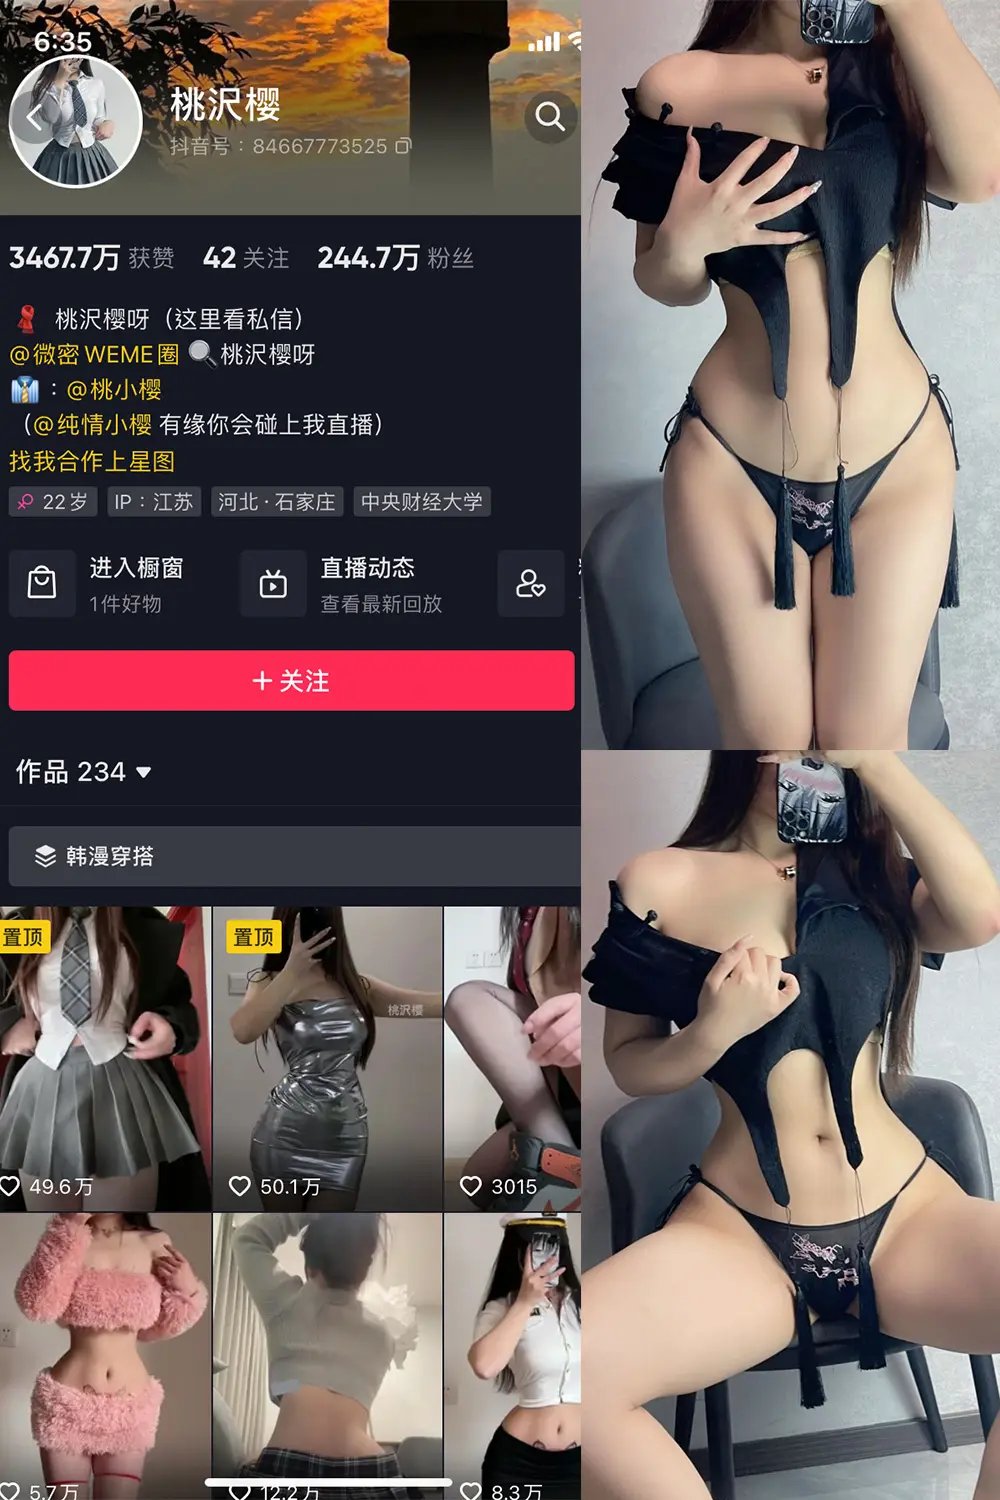 6:35
桃沢樱
抖音号：84667773525
3467.7万 获赞 42 关注 244.7万 粉丝
桃沢樱呀（这里看私信）
@微密WEME圈 桃沢樱呀
：@桃小樱
（@纯情小樱 有缘你会碰上我直播）
找我合作上星图
22岁 IP：江苏 河北·石家庄 中央财经大学
进入橱窗 直播动态
1件好物 查看最新回放
+ 关注
作品 234
韩漫穿搭
置顶 置顶
桃沢樱
49.6万 50.1万 3015
5.7万 12.2万 8.3万